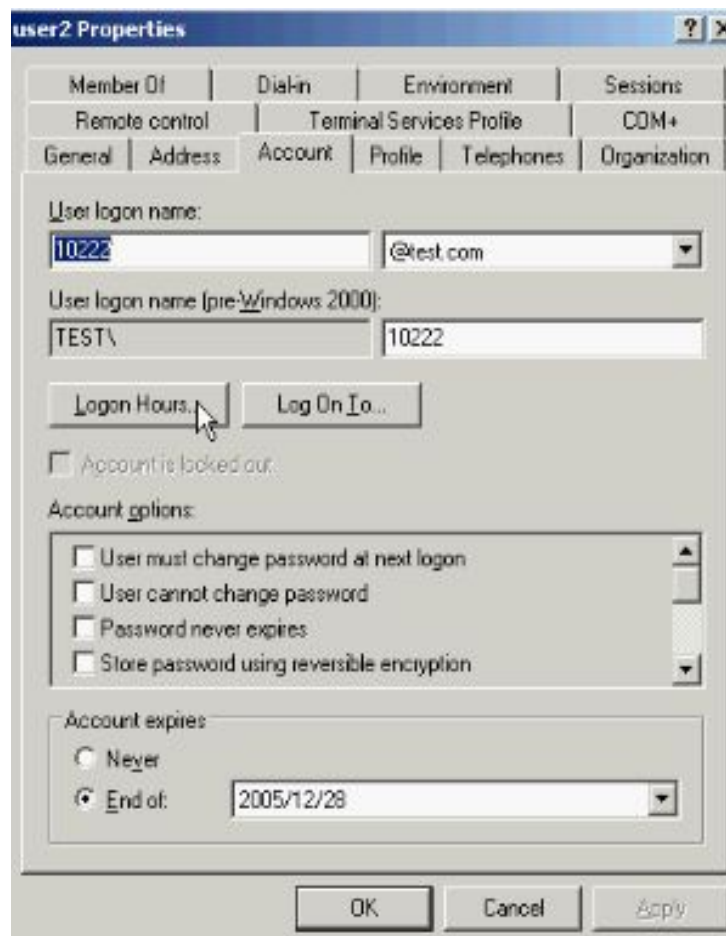 user2 Properties
Member Of Dial-in Environment Sessions
Remote control Terminal Services Profile COM+
General Address Account Profile Telephones Organization
User logon name:
10222 @test.com
User logon name (pre-Windows 2000):
TEST\ 10222
Logon Hours... Log On To...
Account is locked out
Account options:
User must change password at next logon
User cannot change password
Password never expires
Store password using reversible encryption
Account expires
Never
End of: 2005/12/28
OK Cancel Apply